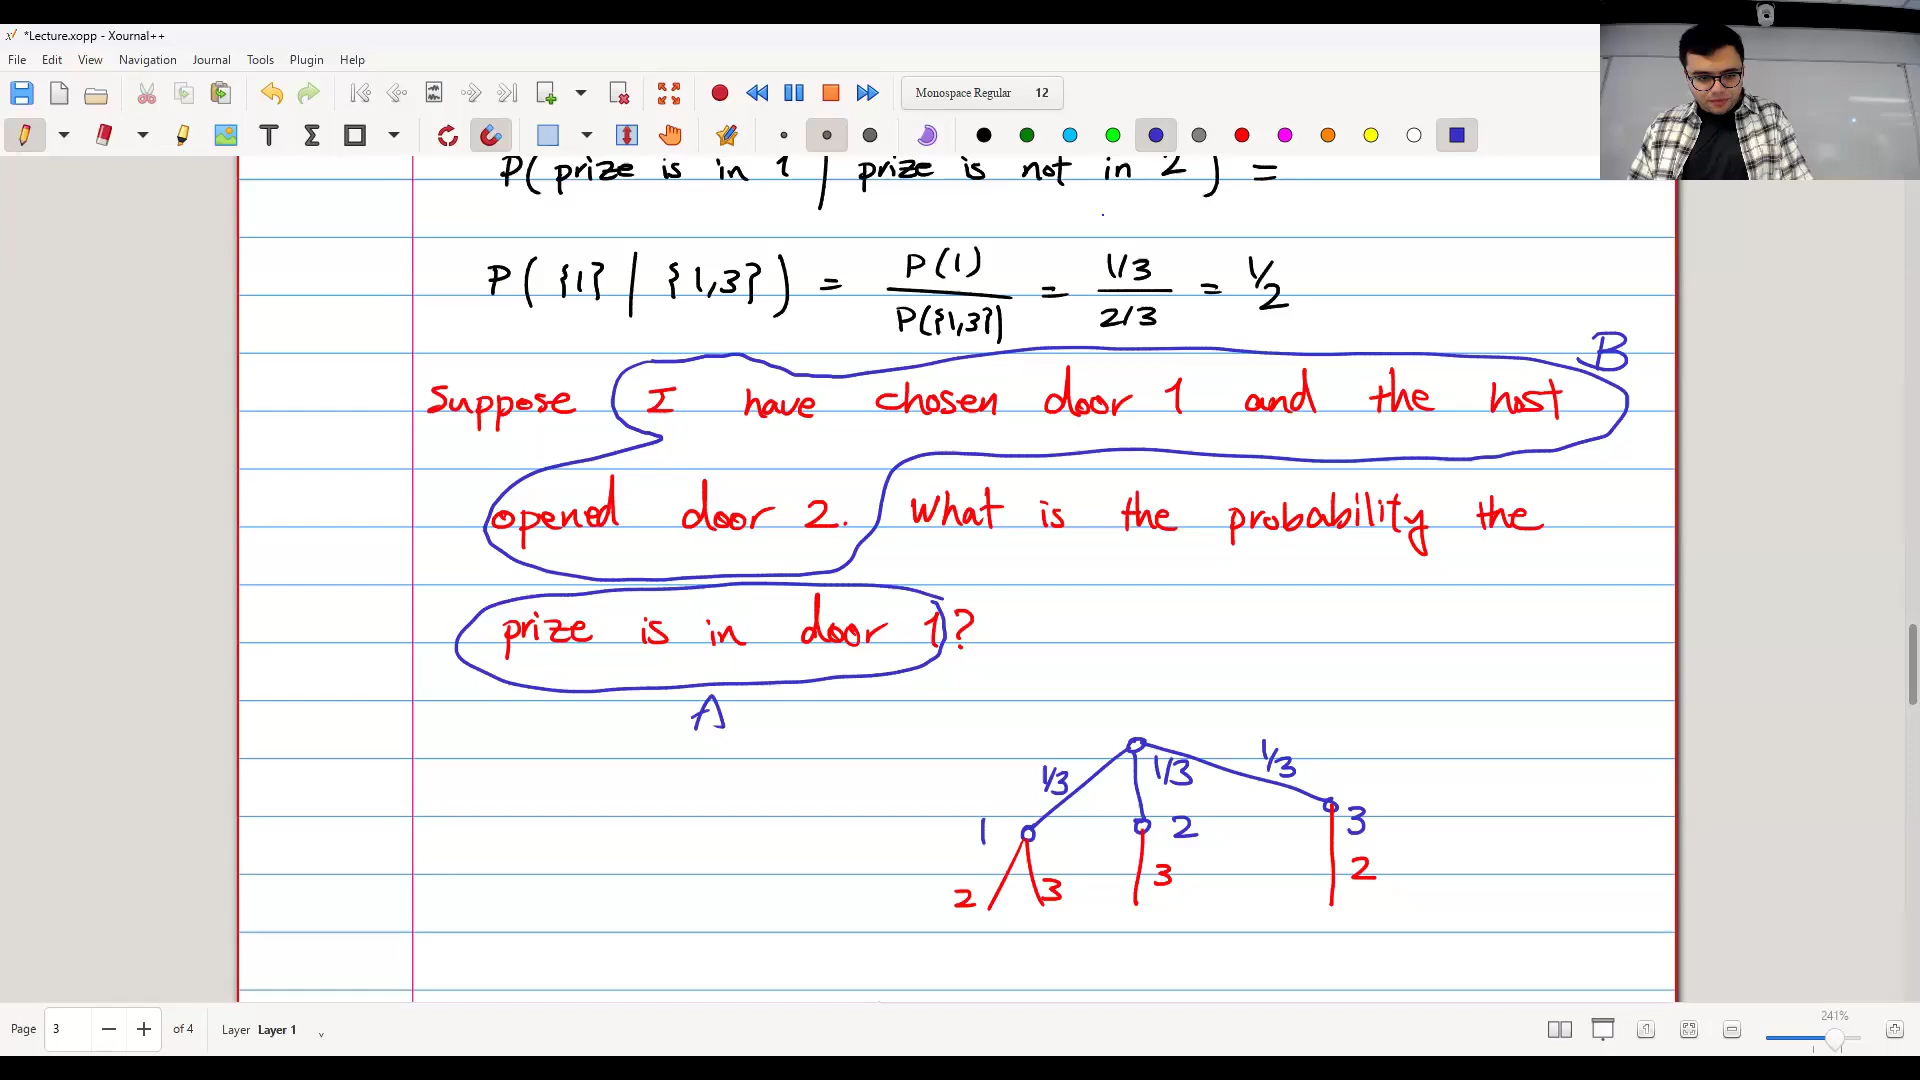 *Lecture.xopp - Xournal++
File Edit View Navigation Journal Tools Plugin Help
Monospace Regular 12
P( prize is in 1 | prize is not in 2 ) =
P( {1} | {1,3} ) = P(1) / P({1,3}) = 1/3 / 2/3 = 1/2
B
Suppose I have chosen door 1 and the host
opened door 2. What is the probability the
prize is in door 1?
A
1/3 1/3 1/3
1 2 3
2 3 3 2
Page 3 of 4 Layer Layer 1 241%